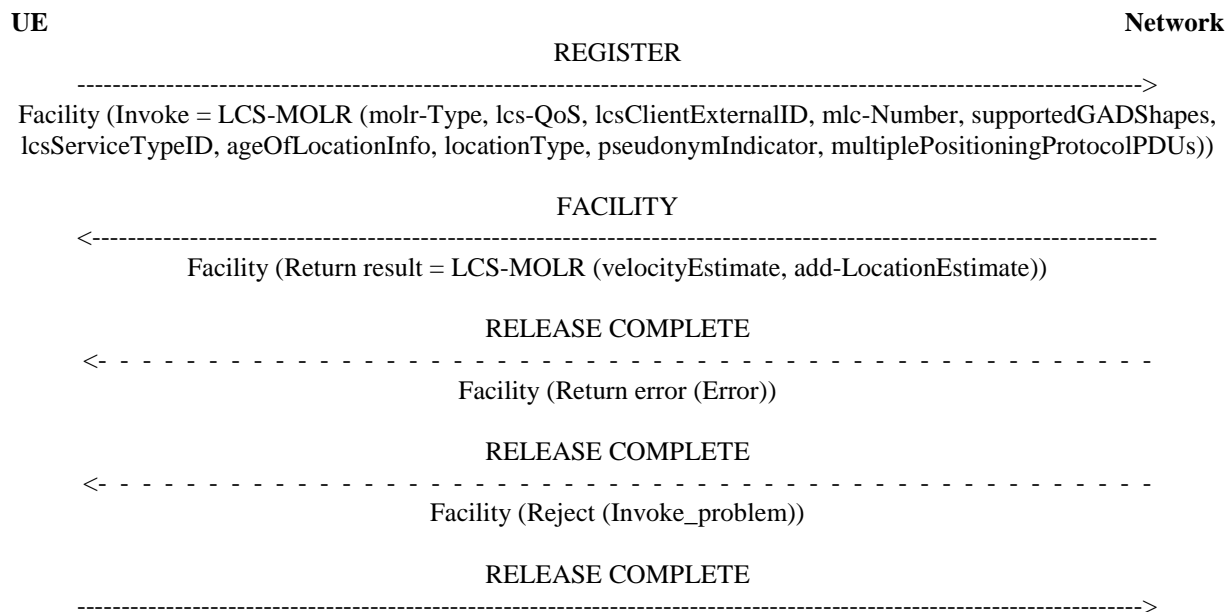 UE Network
REGISTER
------------------------------------------------------------------------------------------------------------------------>
Facility (Invoke = LCS-MOLR (molr-Type, lcs-QoS, lcsClientExternalID, mlc-Number, supportedGADShapes,
lcsServiceTypeID, ageOfLocationInfo, locationType, pseudonymIndicator, multiplePositioningProtocolPDUs))
FACILITY
<------------------------------------------------------------------------------------------------------------------------
Facility (Return result = LCS-MOLR (velocityEstimate, add-LocationEstimate))
RELEASE COMPLETE
<- - - - - - - - - - - - - - - - - - - - - - - - - - - - - - - - - - - - - - - - - - - - - - - - - -
Facility (Return error (Error))
RELEASE COMPLETE
<- - - - - - - - - - - - - - - - - - - - - - - - - - - - - - - - - - - - - - - - - - - - - - - - - -
Facility (Reject (Invoke_problem))
RELEASE COMPLETE
------------------------------------------------------------------------------------------------------------------------>